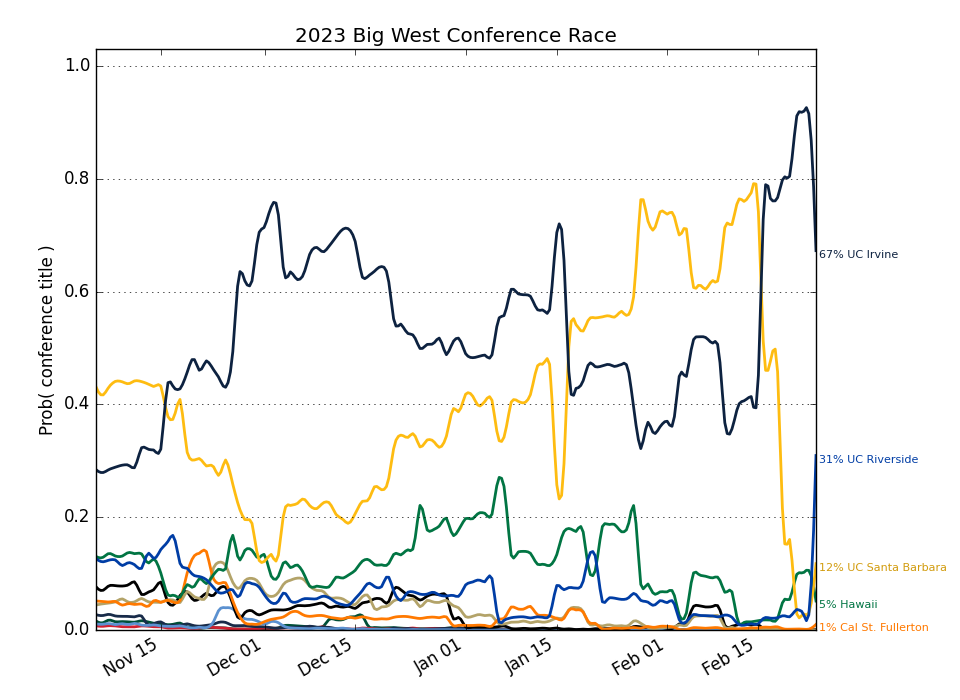 2023 Big West Conference Race
Prob( conference title )
1.0
0.8
0.6
0.4
0.2
0.0
Nov 15
Dec 01
Dec 15
Jan 01
Jan 15
Feb 01
Feb 15
67% UC Irvine
31% UC Riverside
12% UC Santa Barbara
5% Hawaii
1% Cal St. Fullerton